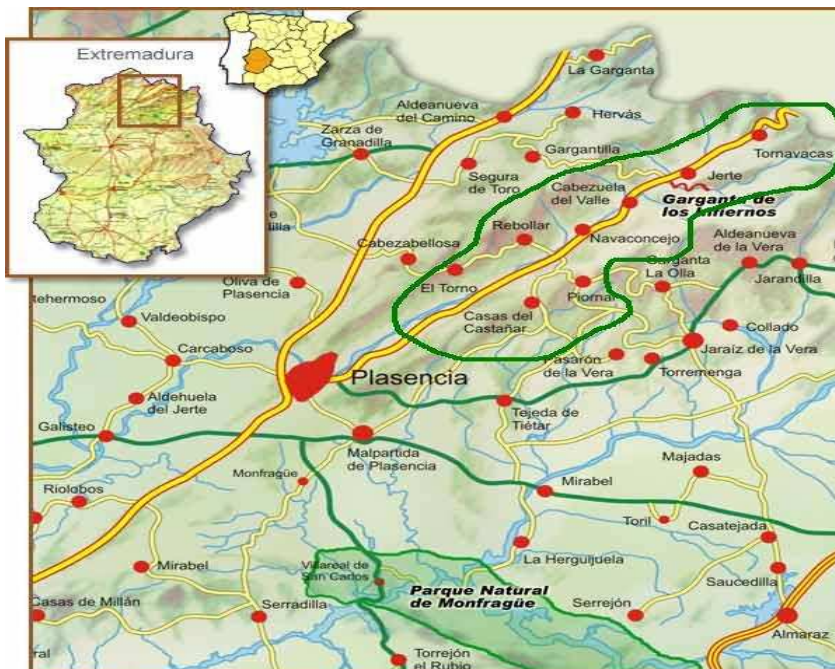 Extremadura
La Garganta
Aldeanueva
del Camino
Hervás
Zarza de
Granadilla
Gargantilla
Segura
de Toro
Tornavacas
Jerte
Cabezuela
del Valle
Garganta de
los Infiernos
Rebollar
Navaconcejo
Aldeanueva
de la Vera
Cabezabellosa
Garganta
La Olla
Jarandilla
Oliva de
Plasencia
El Torno
Piornal
Casas del
Castañar
Valdeobispo
Collado
Carcaboso
Jaraíz de la Vera
Pasarón
de la Vera
Torremenga
Plasencia
Aldehuela
del Jerte
Tejeda de
Tiétar
Galisteo
Malpartida
de Plasencia
Majadas
Monfragüe
Mirabel
Riolobos
Toril
Casatejada
Mirabel
La Herguijuela
Villareal de
San Carlos
Saucedilla
Parque Natural
de Monfragüe
Casas de Millán
Serradilla
Serrejón
Almaraz
Torrejón
el Rubio